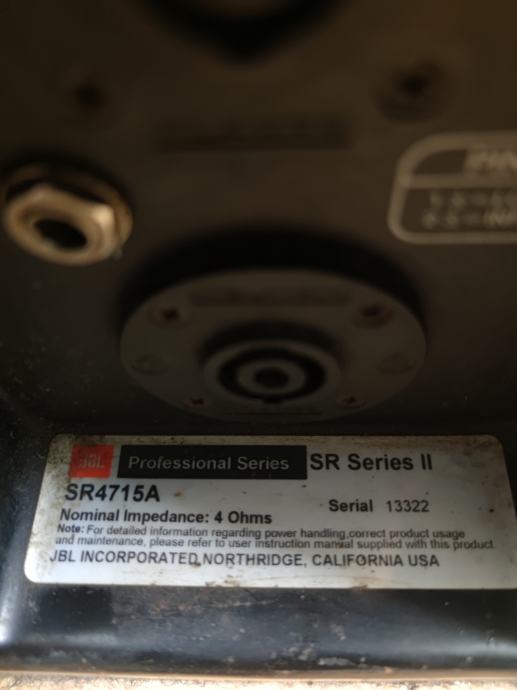 JBL Professional Series SR Series II
SR4715A
Serial 13322
Nominal Impedance: 4 Ohms
Note: For detailed information regarding power handling,correct product usage
and maintenance, please refer to user instruction manual supplied with this product
JBL INCORPORATED,NORTHRIDGE, CALIFORNIA USA